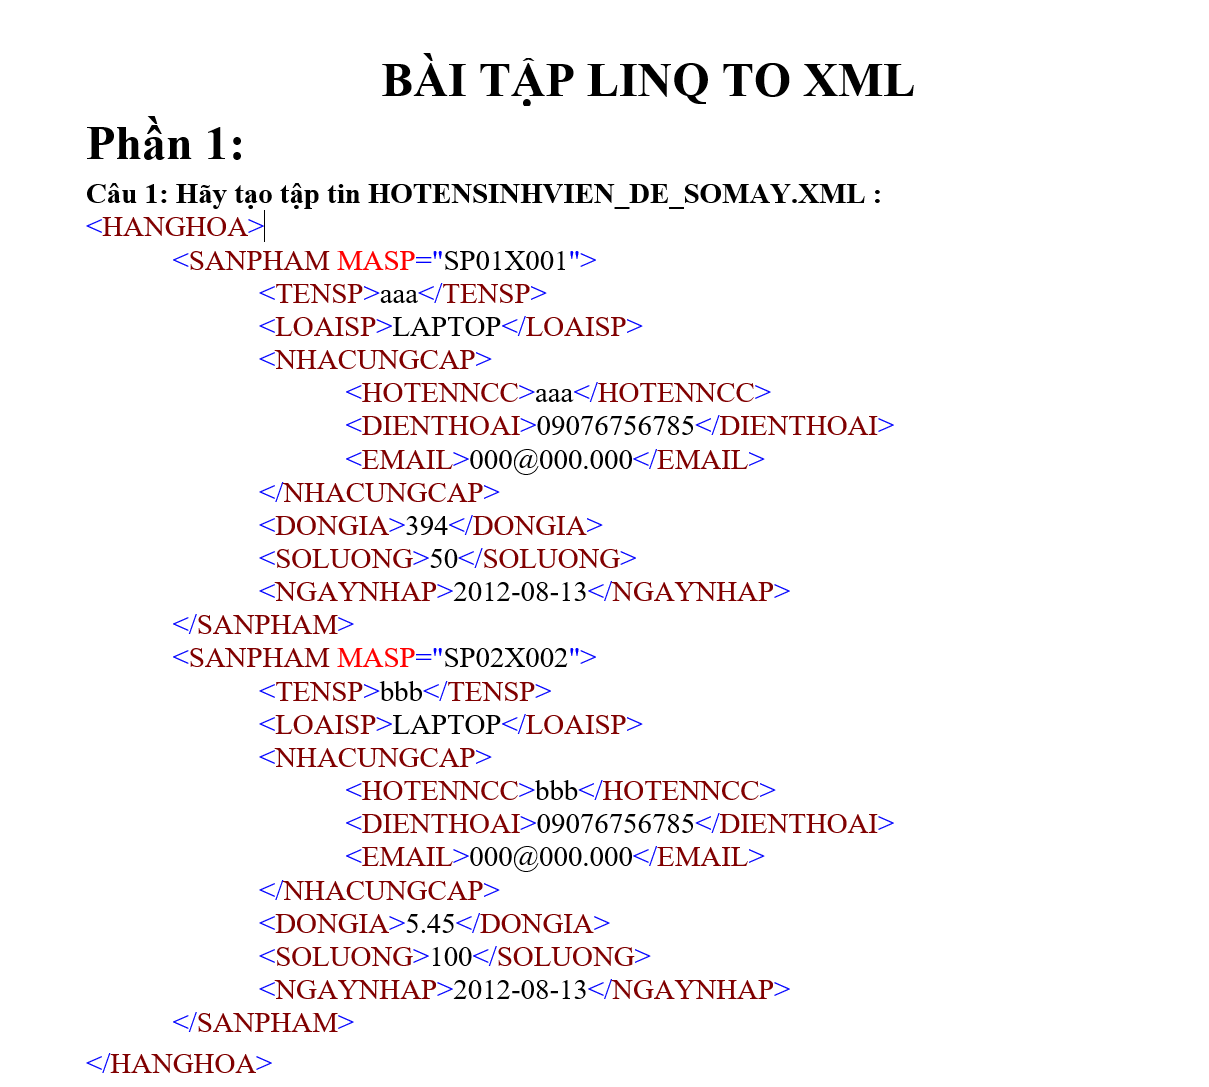 BÀI TẬP LINQ TO XML
Phần 1:
Câu 1: Hãy tạo tập tin HOTENSINHVIEN_DE_SOMAY.XML :
<HANGHOA>
<SANPHAM MASP="SP01X001">
<TENSP>aaa</TENSP>
<LOAISP>LAPTOP</LOAISP>
<NHACUNGCAP>
<HOTENNCC>aaa</HOTENNCC>
<DIENTHOAI>09076756785</DIENTHOAI>
<EMAIL>000@000.000</EMAIL>
</NHACUNGCAP>
<DONGIA>394</DONGIA>
<SOLUONG>50</SOLUONG>
<NGAYNHAP>2012-08-13</NGAYNHAP>
</SANPHAM>
<SANPHAM MASP="SP02X002">
<TENSP>bbb</TENSP>
<LOAISP>LAPTOP</LOAISP>
<NHACUNGCAP>
<HOTENNCC>bbb</HOTENNCC>
<DIENTHOAI>09076756785</DIENTHOAI>
<EMAIL>000@000.000</EMAIL>
</NHACUNGCAP>
<DONGIA>5.45</DONGIA>
<SOLUONG>100</SOLUONG>
<NGAYNHAP>2012-08-13</NGAYNHAP>
</SANPHAM>
</HANGHOA>